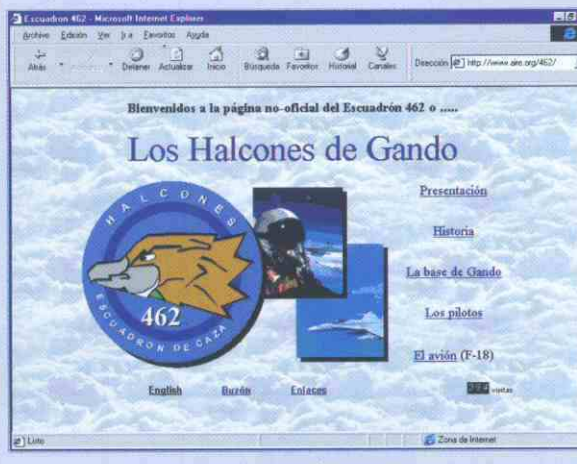 Escuadron 462 - Microsoft Internet Explorer
Archivo Edición Ver Ir a Favoritos Ayuda
Atrás Detener Actualizar Inicio Búsqueda Favoritos Historial Canales Dirección http://www.aire.org/462/
Bienvenidos a la página no-oficial del Escuadrón 462 o .....
Los Halcones de Gando
HALCONES
462
ESCUADRON DE CAZA
Presentación
Historia
La base de Gando
Los pilotos
El avión (F-18)
English Buzón Enlaces visitas
Listo Zona de Internet